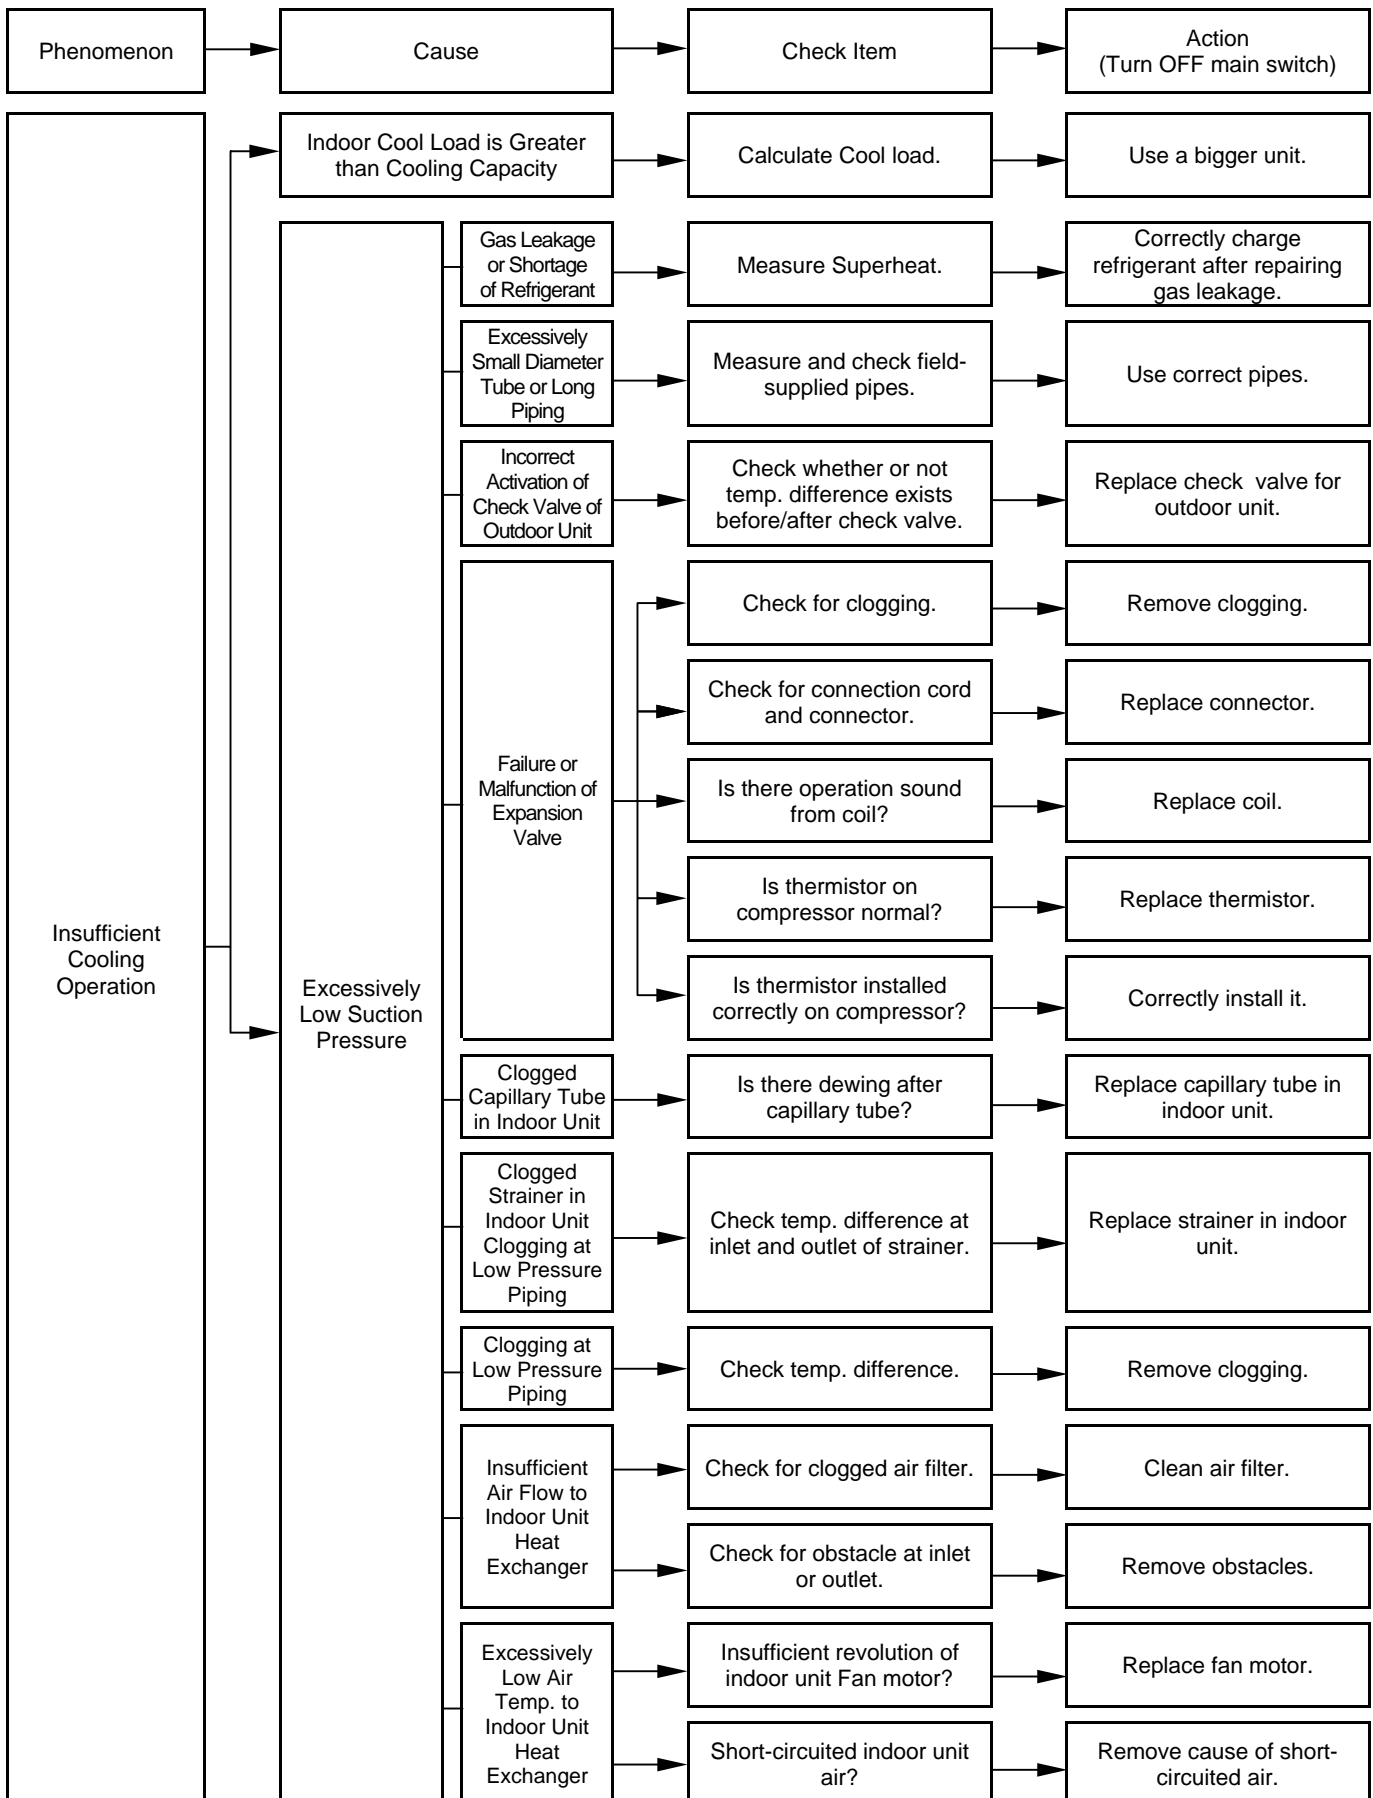 Phenomenon
Cause
Check Item
Action
(Turn OFF main switch)
Insufficient
Cooling
Operation
Indoor Cool Load is Greater
than Cooling Capacity
Calculate Cool load.
Use a bigger unit.
Excessively
Low Suction
Pressure
Gas Leakage
or Shortage
of Refrigerant
Measure Superheat.
Correctly charge
refrigerant after repairing
gas leakage.
Excessively
Small Diameter
Tube or Long
Piping
Measure and check field-
supplied pipes.
Use correct pipes.
Incorrect
Activation of
Check Valve of
Outdoor Unit
Check whether or not
temp. difference exists
before/after check valve.
Replace check  valve for
outdoor unit.
Failure or
Malfunction of
Expansion
Valve
Check for clogging.
Remove clogging.
Check for connection cord
and connector.
Replace connector.
Is there operation sound
from coil?
Replace coil.
Is thermistor on
compressor normal?
Replace thermistor.
Is thermistor installed
correctly on compressor?
Correctly install it.
Clogged
Capillary Tube
in Indoor Unit
Is there dewing after
capillary tube?
Replace capillary tube in
indoor unit.
Clogged
Strainer in
Indoor Unit
Clogging at
Low Pressure
Piping
Check temp. difference at
inlet and outlet of strainer.
Replace strainer in indoor
unit.
Clogging at
Low Pressure
Piping
Check temp. difference.
Remove clogging.
Insufficient
Air Flow to
Indoor Unit
Heat
Exchanger
Check for clogged air filter.
Clean air filter.
Check for obstacle at inlet
or outlet.
Remove obstacles.
Excessively
Low Air
Temp. to
Indoor Unit
Heat
Exchanger
Insufficient revolution of
indoor unit Fan motor?
Replace fan motor.
Short-circuited indoor unit
air?
Remove cause of short-
circuited air.